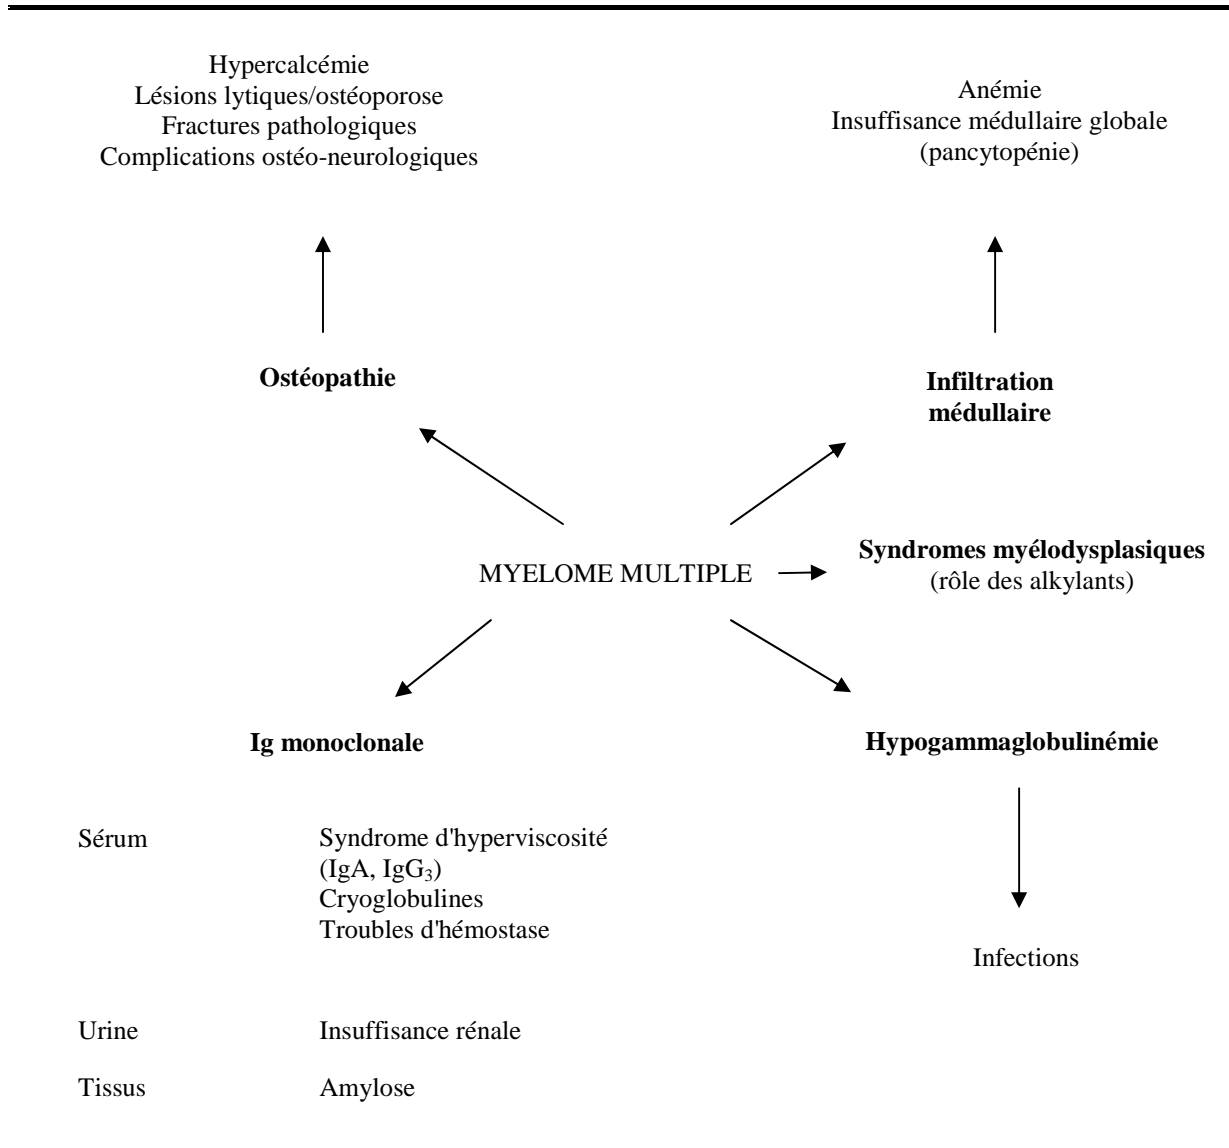 Hypercalcémie
Lésions lytiques/ostéoporose
Fractures pathologiques
Complications ostéo-neurologiques
Anémie
Insuffisance médullaire globale
(pancytopénie)
Ostéopathie
Infiltration
médullaire
MYELOME MULTIPLE
Syndromes myélodysplasiques
(rôle des alkylants)
Ig monoclonale
Hypogammaglobulinémie
Sérum
Syndrome d'hyperviscosité
(IgA, IgG₃)
Cryoglobulines
Troubles d'hémostase
Infections
Urine
Insuffisance rénale
Tissus
Amylose